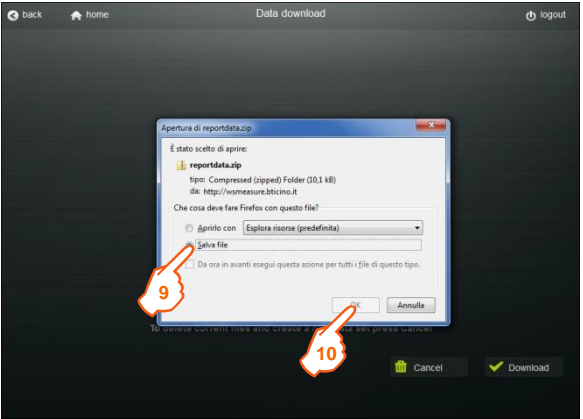 back
home
Data download
logout
Apertura di reportdata.zip
È stato scelto di aprire:
reportdata.zip
tipo: Compressed (zipped) Folder (10,1 kB)
da: http://wsmeasure.bticino.it
Che cosa deve fare Firefox con questo file?
Aprirlo con
Esplora risorse (predefinita)
Salva file
Da ora in avanti esegui questa azione per tutti i file di questo tipo.
9
OK
Annulla
To delete current files and create a set press Cancel
10
Cancel
Download